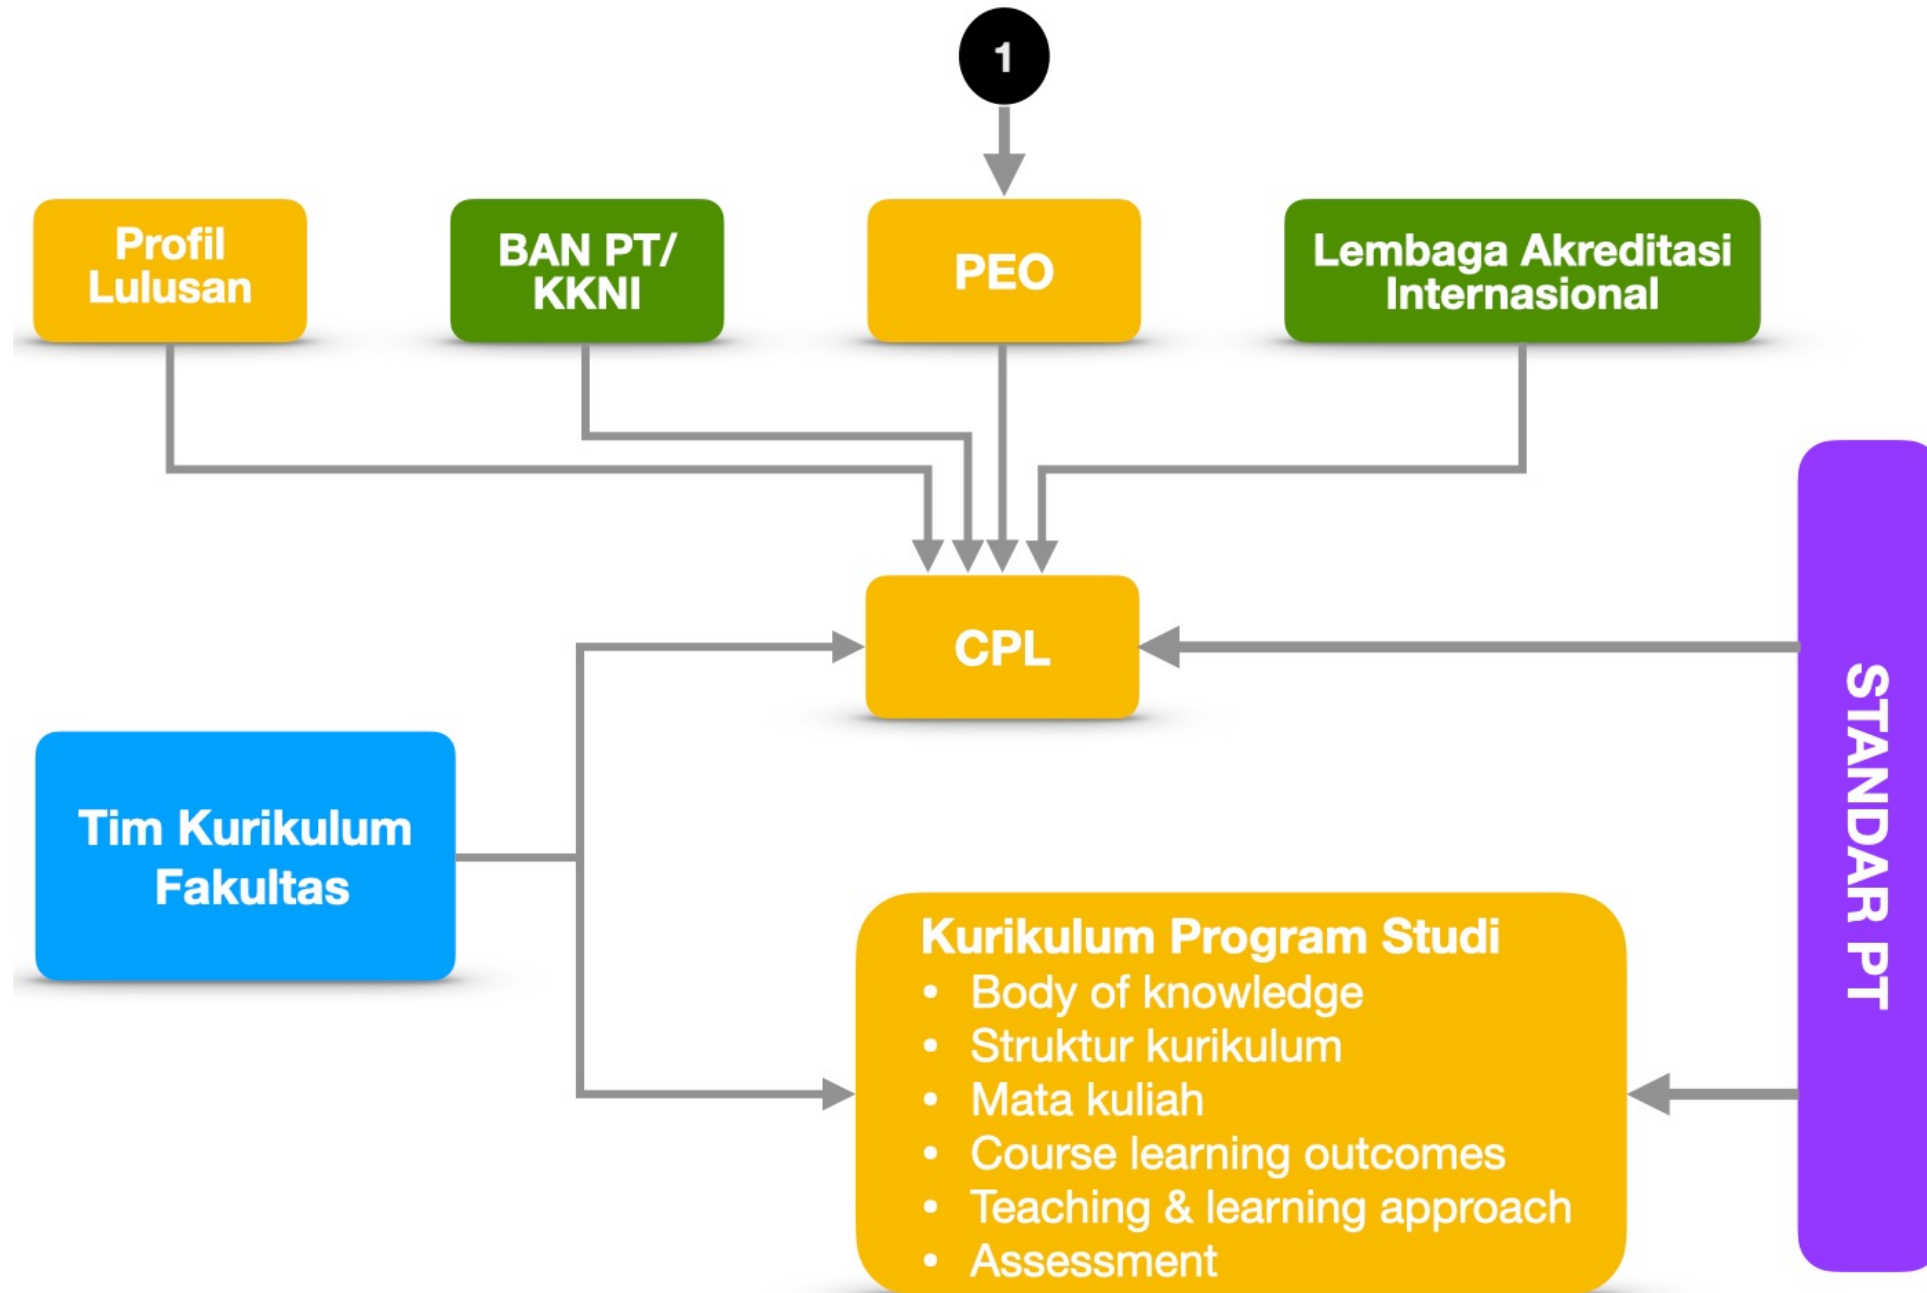 1
Profil
Lulusan
BAN PT/
KKNI
PEO
Lembaga Akreditasi
Internasional
CPL
STANDAR PT
Tim Kurikulum
Fakultas
Kurikulum Program Studi
• Body of knowledge
• Struktur kurikulum
• Mata kuliah
• Course learning outcomes
• Teaching & learning approach
• Assessment